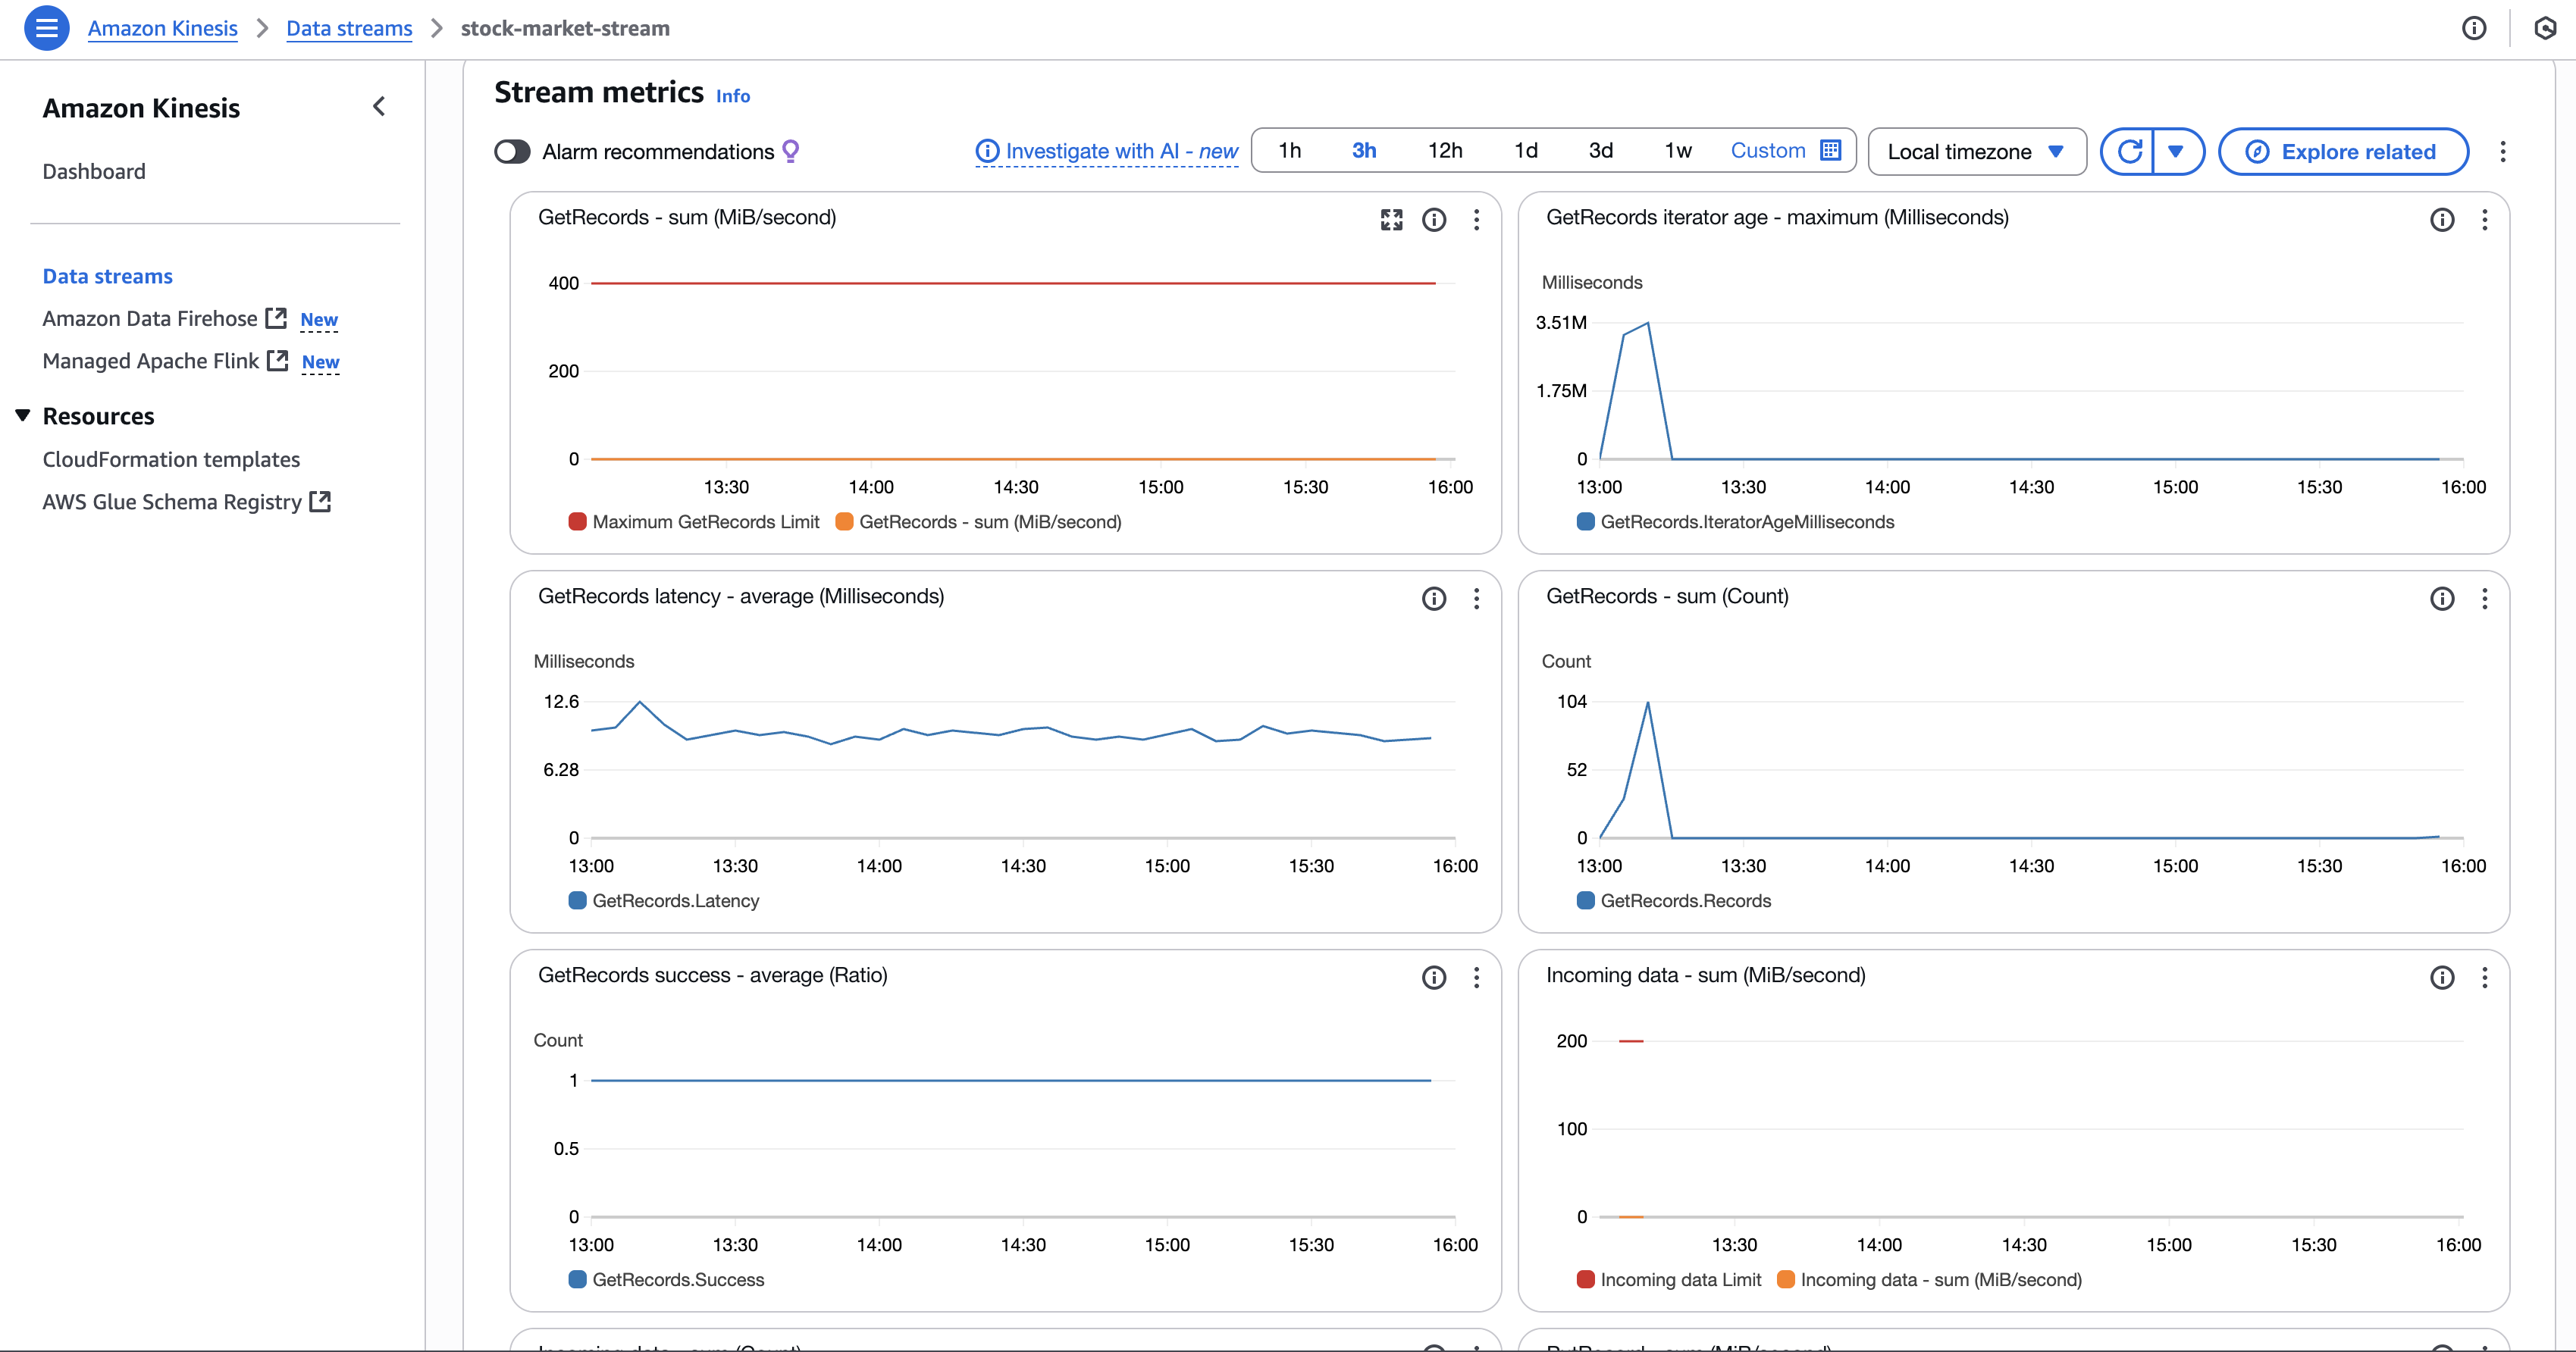 Amazon Kinesis > Data streams > stock-market-stream
Amazon Kinesis
Dashboard
Data streams
Amazon Data Firehose New
Managed Apache Flink New
Resources
CloudFormation templates
AWS Glue Schema Registry
Stream metrics Info
Alarm recommendations
Investigate with AI - new
1h 3h 12h 1d 3d 1w Custom
Local timezone
Explore related
GetRecords - sum (MiB/second)
400
200
0
13:30 14:00 14:30 15:00 15:30 16:00
Maximum GetRecords Limit GetRecords - sum (MiB/second)
GetRecords iterator age - maximum (Milliseconds)
Milliseconds
3.51M
1.75M
0
13:00 13:30 14:00 14:30 15:00 15:30 16:00
GetRecords.IteratorAgeMilliseconds
GetRecords latency - average (Milliseconds)
Milliseconds
12.6
6.28
0
13:00 13:30 14:00 14:30 15:00 15:30 16:00
GetRecords.Latency
GetRecords - sum (Count)
Count
104
52
0
13:00 13:30 14:00 14:30 15:00 15:30 16:00
GetRecords.Records
GetRecords success - average (Ratio)
Count
1
0.5
0
13:00 13:30 14:00 14:30 15:00 15:30 16:00
GetRecords.Success
Incoming data - sum (MiB/second)
200
100
0
13:30 14:00 14:30 15:00 15:30 16:00
Incoming data Limit Incoming data - sum (MiB/second)
Incoming data - sum (Count)
PutRecord - sum (MiB/second)